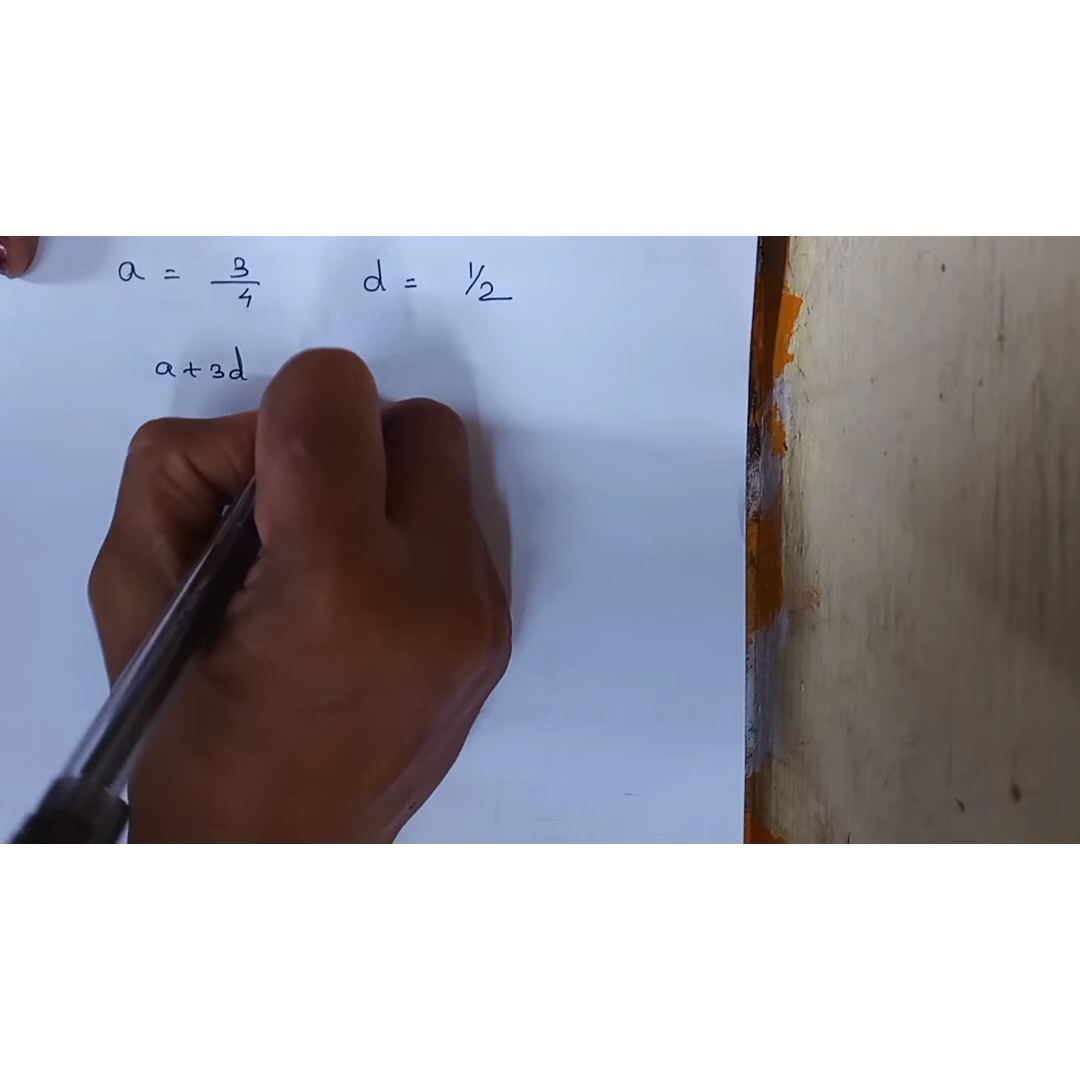 a = 3/4 d = 1/2
a + 3d